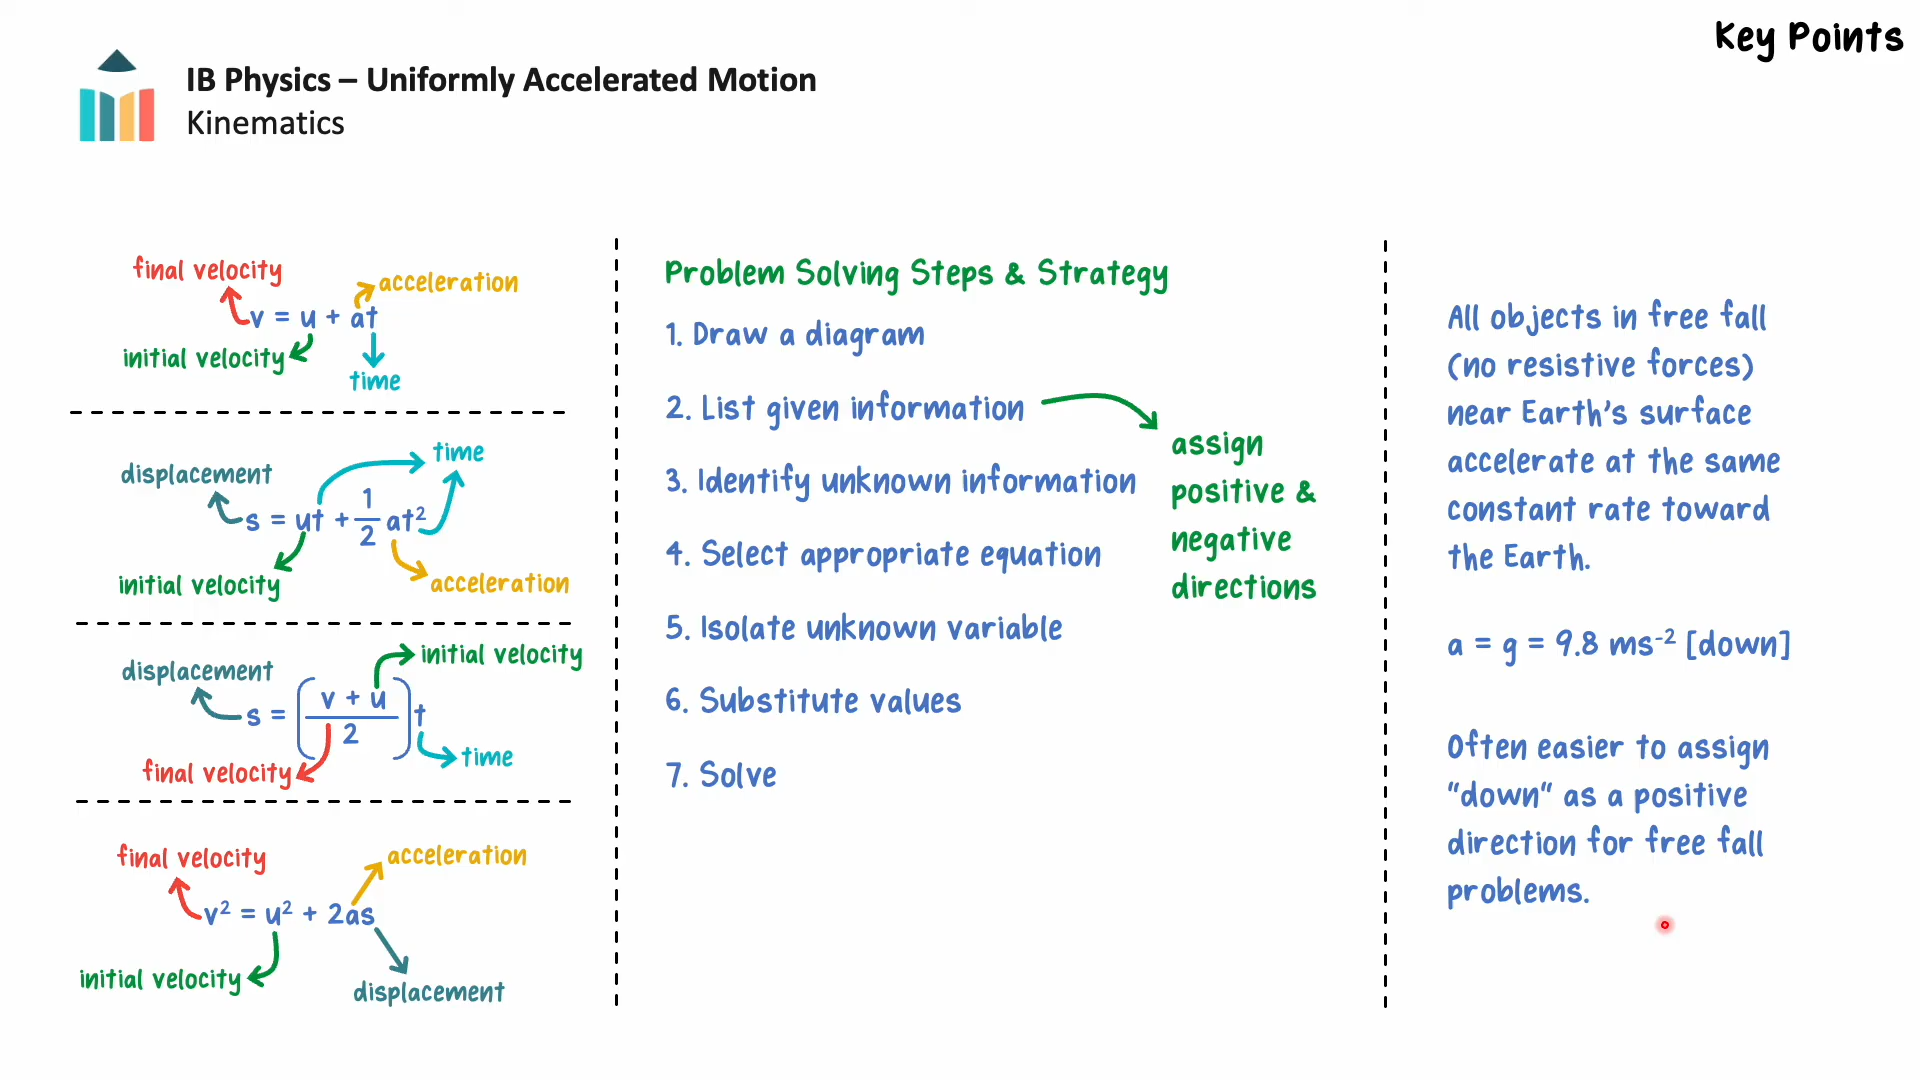 Key Points
IB Physics – Uniformly Accelerated Motion
Kinematics
final velocity
acceleration
v = u + at
initial velocity
time
time
displacement
s = ut + 1/2 at²
initial velocity
acceleration
initial velocity
displacement
s = ( (v + u)/2 ) t
time
final velocity
final velocity
acceleration
v² = u² + 2as
initial velocity
displacement
Problem Solving Steps & Strategy
1. Draw a diagram
2. List given information
assign
positive &
negative
directions
3. Identify unknown information
4. Select appropriate equation
5. Isolate unknown variable
6. Substitute values
7. Solve
All objects in free fall
(no resistive forces)
near Earth's surface
accelerate at the same
constant rate toward
the Earth.
a = g = 9.8 ms⁻² [down]
Often easier to assign
"down" as a positive
direction for free fall
problems.